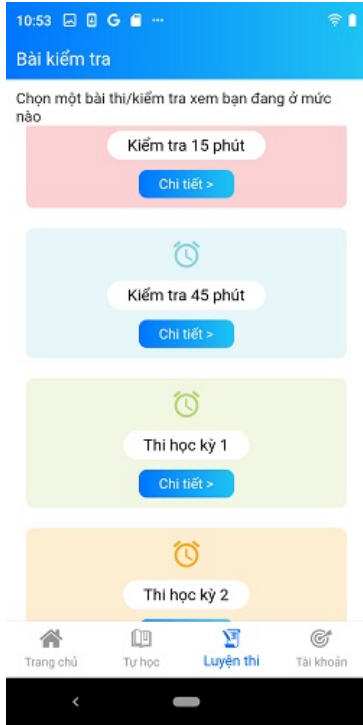 10:53 G
Bài kiểm tra
Chọn một bài thi/kiểm tra xem bạn đang ở mức
nào
Kiểm tra 15 phút
Chi tiết >
Kiểm tra 45 phút
Chi tiết >
Thi học kỳ 1
Chi tiết >
Thi học kỳ 2
Trang chủ Tự học Luyện thi Tài khoản